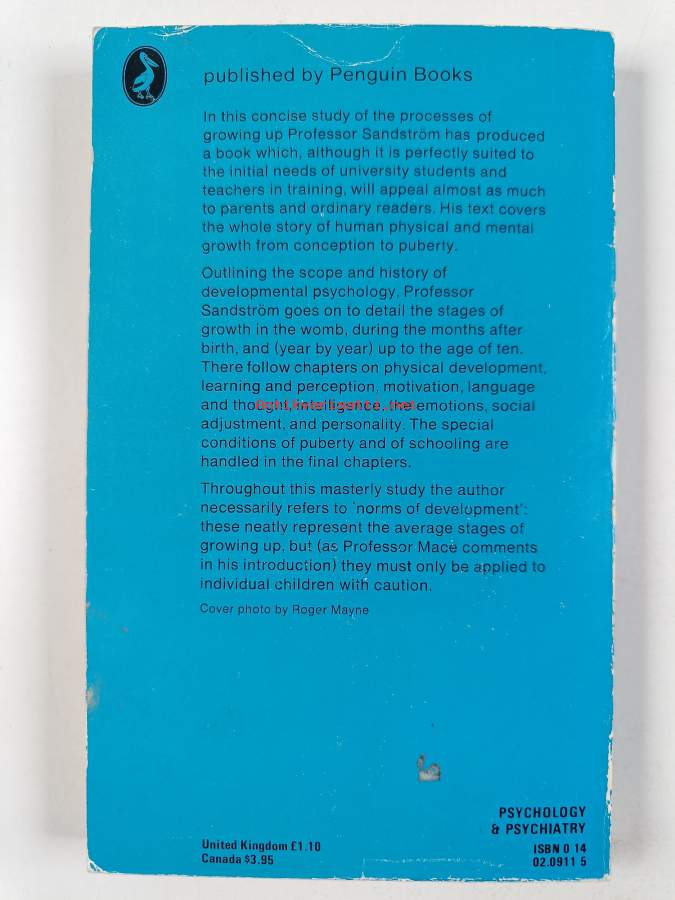 published by Penguin Books
In this concise study of the processes of
growing up Professor Sandström has produced
a book which, although it is perfectly suited to
the initial needs of university students and
teachers in training, will appeal almost as much
to parents and ordinary readers. His text covers
the whole story of human physical and mental
growth from conception to puberty.
Outlining the scope and history of
developmental psychology, Professor
Sandström goes on to detail the stages of
growth in the womb, during the months after
birth, and (year by year) up to the age of ten.
There follow chapters on physical development,
learning and perception, motivation, language
and thought, intelligence, the emotions, social
adjustment, and personality. The special
conditions of puberty and of schooling are
handled in the final chapters.
Throughout this masterly study the author
necessarily refers to 'norms of development':
these neatly represent the average stages of
growing up, but (as Professor Mace comments
in his introduction) they must only be applied to
individual children with caution.
Cover photo by Roger Mayne
PSYCHOLOGY
& PSYCHIATRY
United Kingdom £1.10
Canada $3.95
ISBN 0 14
02.0911 5